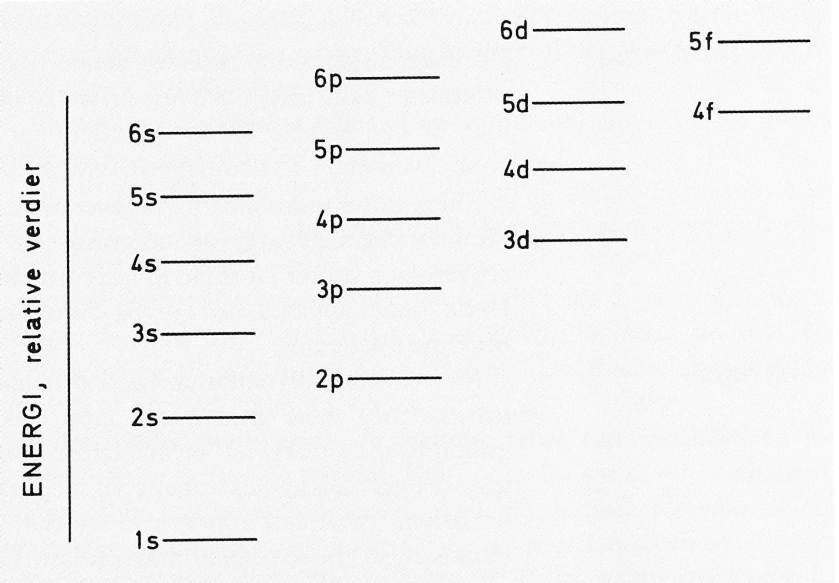 ENERGI, relative verdier
6d
5f
6p
5d
4f
6s
5p
4d
5s
4p
3d
4s
3p
3s
2p
2s
1s